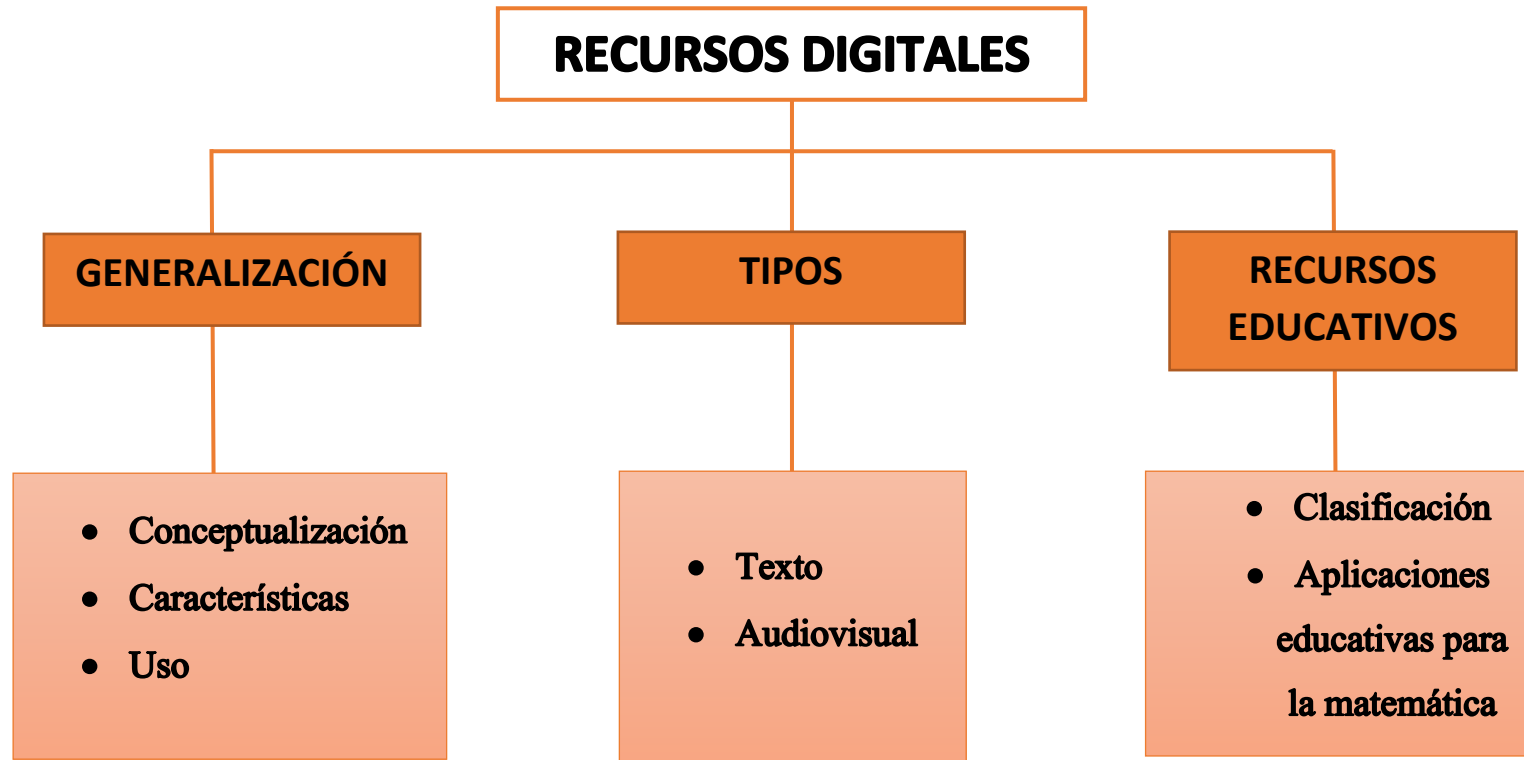 RECURSOS DIGITALES
GENERALIZACIÓN
• Conceptualización
• Características
• Uso
TIPOS
• Texto
• Audiovisual
RECURSOS
EDUCATIVOS
• Clasificación
• Aplicaciones
educativas para
la matemática